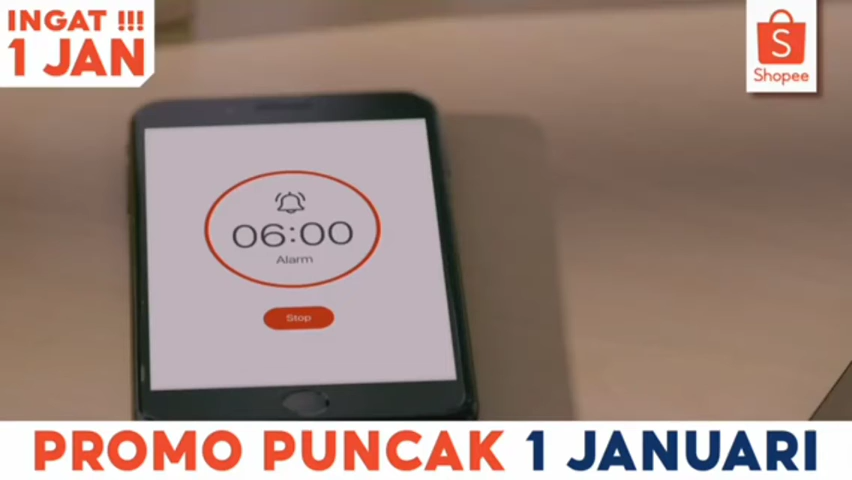 INGAT !!!
1 JAN
Shopee
06:00
Alarm
Stop
PROMO PUNCAK 1 JANUARI